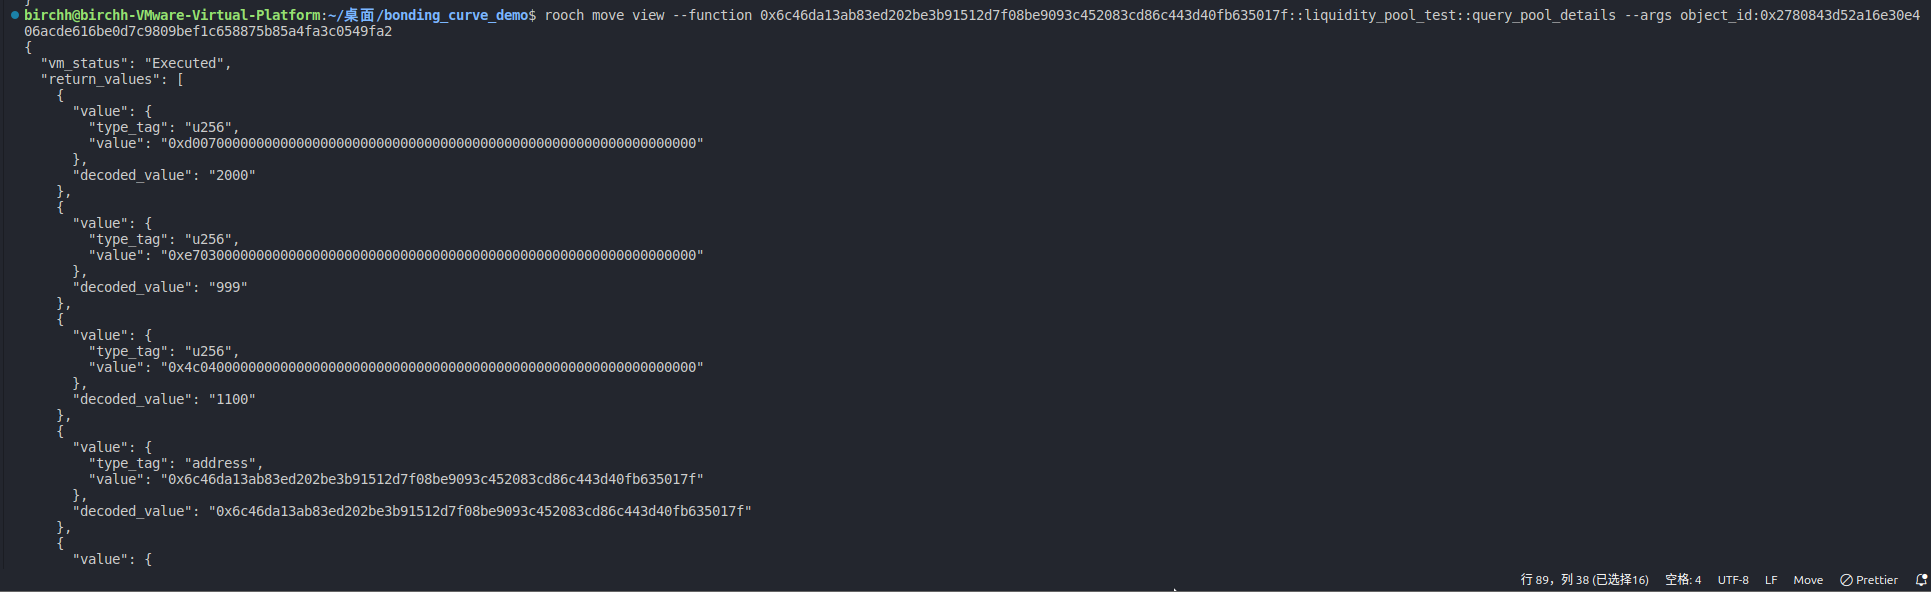 }
birchh@birchh-VMware-Virtual-Platform:~/桌面/bonding_curve_demo$ rooch move view --function 0x6c46da13ab83ed202be3b91512d7f08be9093c452083cd86c443d40fb635017f::liquidity_pool_test::query_pool_details --args object_id:0x2780843d52a16e30e4
06acde616be0d7c9809bef1c658875b85a4fa3c0549fa2
{
  "vm_status": "Executed",
  "return_values": [
    {
      "value": {
        "type_tag": "u256",
        "value": "0xd007000000000000000000000000000000000000000000000000000000000000"
      },
      "decoded_value": "2000"
    },
    {
      "value": {
        "type_tag": "u256",
        "value": "0xe703000000000000000000000000000000000000000000000000000000000000"
      },
      "decoded_value": "999"
    },
    {
      "value": {
        "type_tag": "u256",
        "value": "0x4c04000000000000000000000000000000000000000000000000000000000000"
      },
      "decoded_value": "1100"
    },
    {
      "value": {
        "type_tag": "address",
        "value": "0x6c46da13ab83ed202be3b91512d7f08be9093c452083cd86c443d40fb635017f"
      },
      "decoded_value": "0x6c46da13ab83ed202be3b91512d7f08be9093c452083cd86c443d40fb635017f"
    },
    {
      "value": {
行 89，列 38 (已选择16) 空格: 4 UTF-8 LF Move Prettier